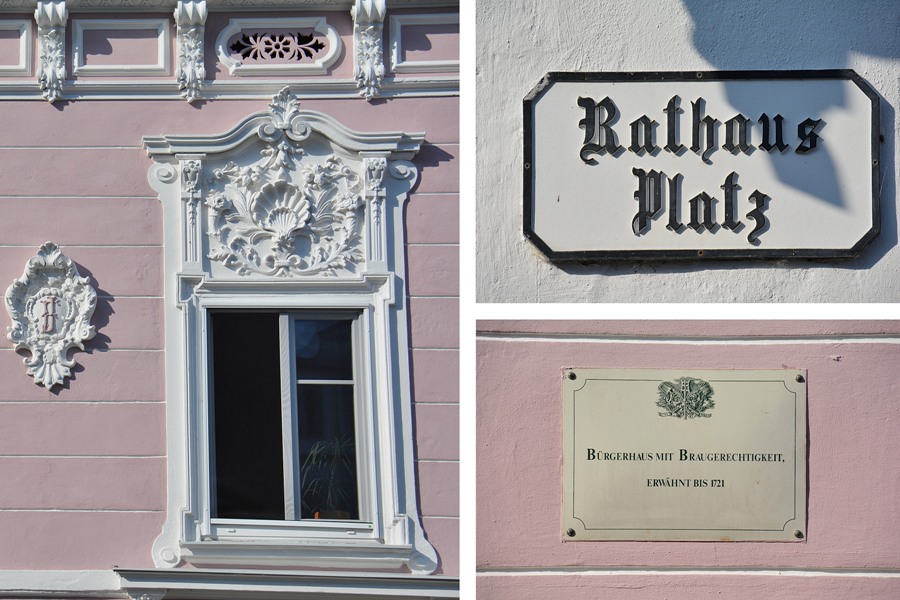 Rathaus
Platz
BÜRGERHAUS MIT BRAUGERECHTIGKEIT,
ERWÄHNT BIS 1721